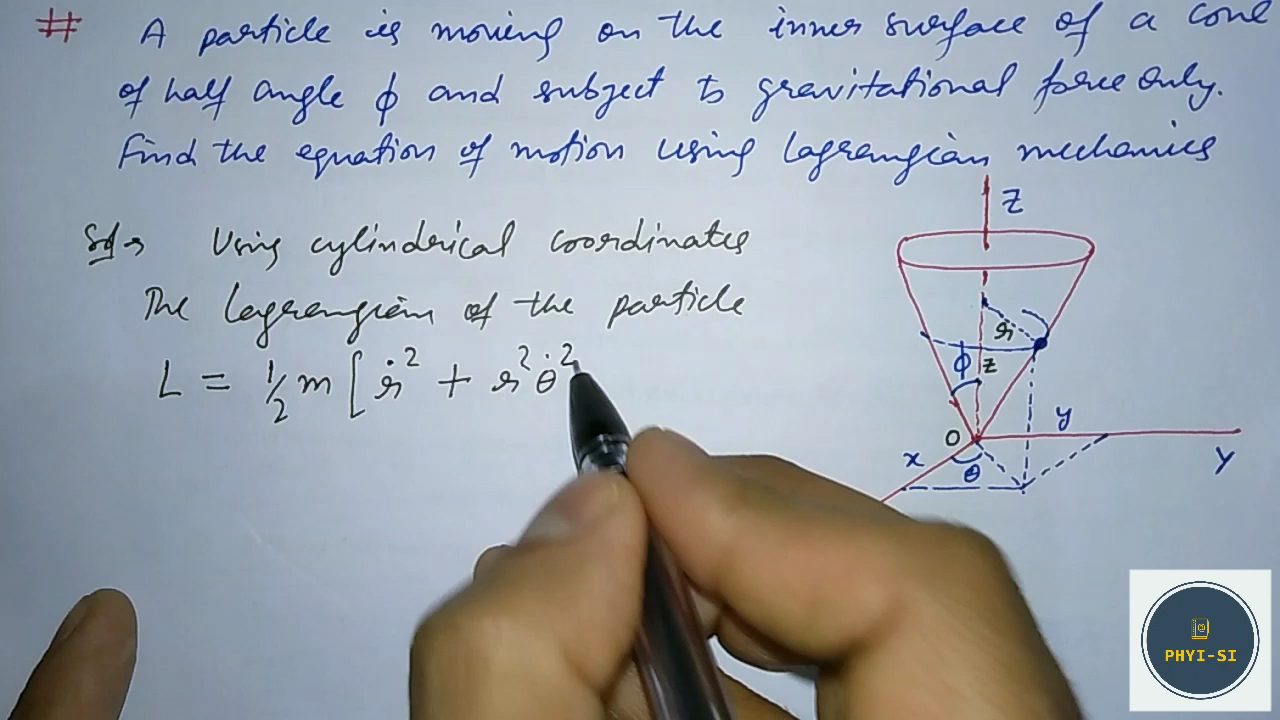 # A particle is moving on the inner surface of a cone
of half angle ϕ and subject to gravitational force only.
Find the equation of motion using lagrangian mechanics
Sol → Using cylindrical coordinates
The lagrangian of the particle
L = 1/2 m [ṙ² + r²θ̇²
Z
r
ϕ
z
O
y
x
θ
Y
PHYI-SI